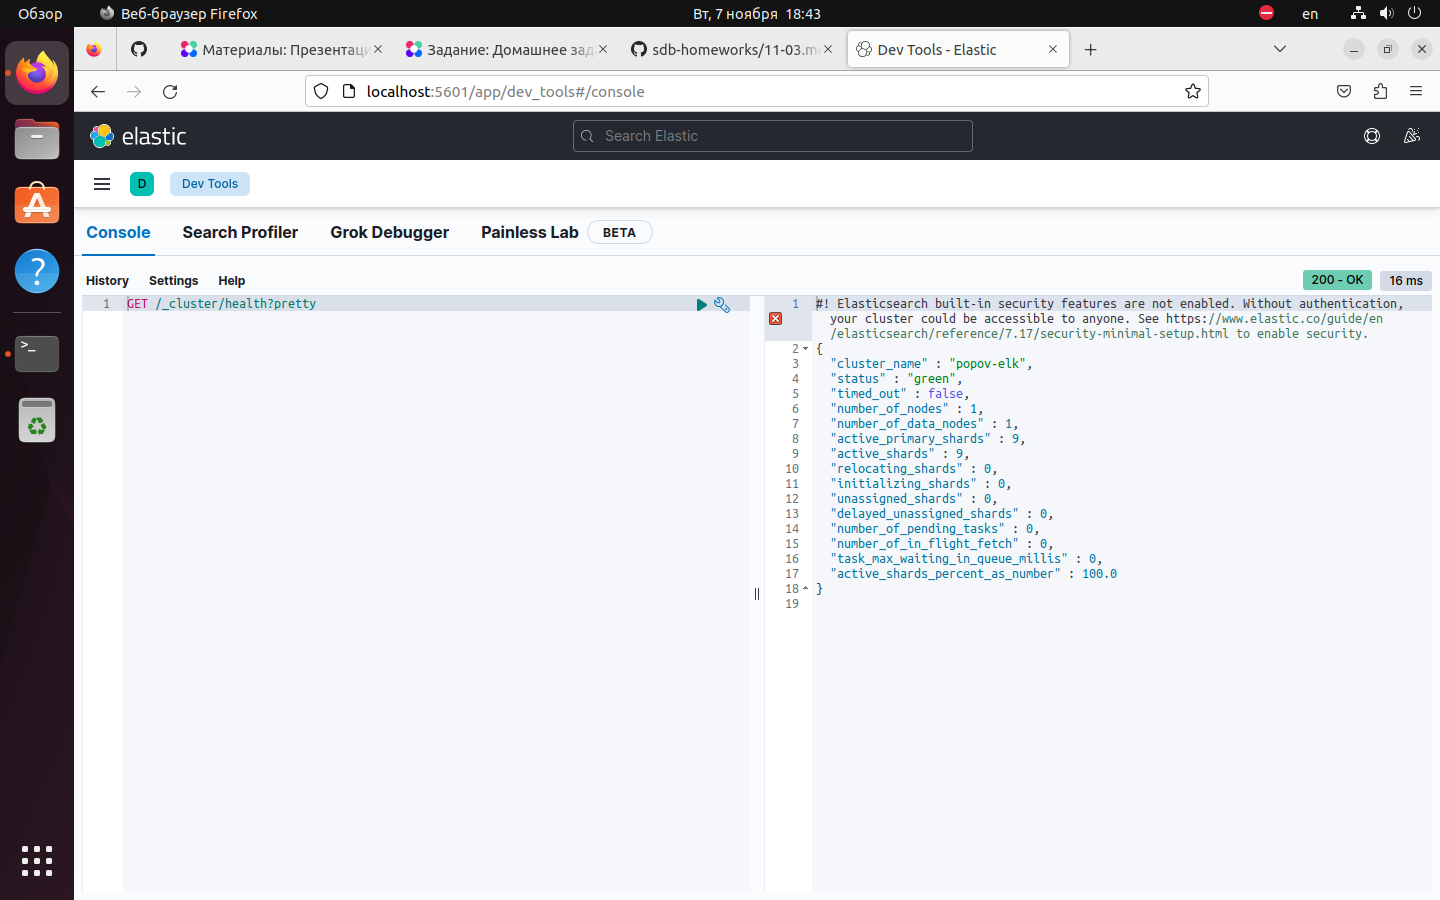 Обзор
Веб-браузер Firefox
Вт, 7 ноября 18:43
en
Материалы: Презентаци
Задание: Домашнее зад
sdb-homeworks/11-03.m
Dev Tools - Elastic
localhost:5601/app/dev_tools#/console
elastic
Search Elastic
D
Dev Tools
Console
Search Profiler
Grok Debugger
Painless Lab
BETA
History
Settings
Help
200 - OK
16 ms
1
GET /_cluster/health?pretty
1 #! Elasticsearch built-in security features are not enabled. Without authentication,
your cluster could be accessible to anyone. See https://www.elastic.co/guide/en
/elasticsearch/reference/7.17/security-minimal-setup.html to enable security.
2 {
3 "cluster_name" : "popov-elk",
4 "status" : "green",
5 "timed_out" : false,
6 "number_of_nodes" : 1,
7 "number_of_data_nodes" : 1,
8 "active_primary_shards" : 9,
9 "active_shards" : 9,
10 "relocating_shards" : 0,
11 "initializing_shards" : 0,
12 "unassigned_shards" : 0,
13 "delayed_unassigned_shards" : 0,
14 "number_of_pending_tasks" : 0,
15 "number_of_in_flight_fetch" : 0,
16 "task_max_waiting_in_queue_millis" : 0,
17 "active_shards_percent_as_number" : 100.0
18 }
19